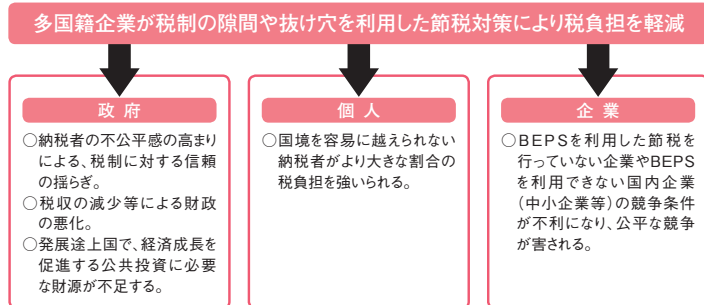 多国籍企業が税制の隙間や抜け穴を利用した節税対策により税負担を軽減
政 府
○納税者の不公平感の高まり
による、税制に対する信頼
の揺らぎ。
○税収の減少等による財政
の悪化。
○発展途上国で、経済成長を
促進する公共投資に必要
な財源が不足する。
個 人
○国境を容易に越えられない
納税者がより大きな割合の
税負担を強いられる。
企 業
○BEPSを利用した節税を
行っていない企業やBEPS
を利用できない国内企業
（中小企業等）の競争条件
が不利になり、公平な競争
が害される。